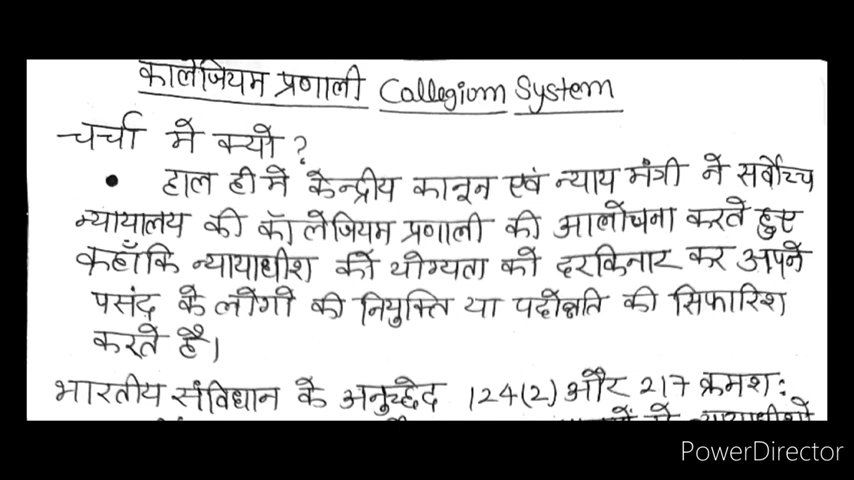 कालेजियम प्रणाली Collegium System
चर्चा में क्यो ?
• हाल ही में केन्द्रीय कानून एवं न्याय मंत्री ने सर्वोच्च
न्यायालय की कॉलेजियम प्रणाली की आलोचना करते हुए
कहाँकि न्यायाधीश की योग्यता को दरकिनार कर अपने
पसंद के लोगो की नियुक्ति या पदोन्नति की सिफारिश
करते है।
भारतीय संविधान के अनुच्छेद 124(2) और 217 क्रमश:
न्यायाधीशों
PowerDirector